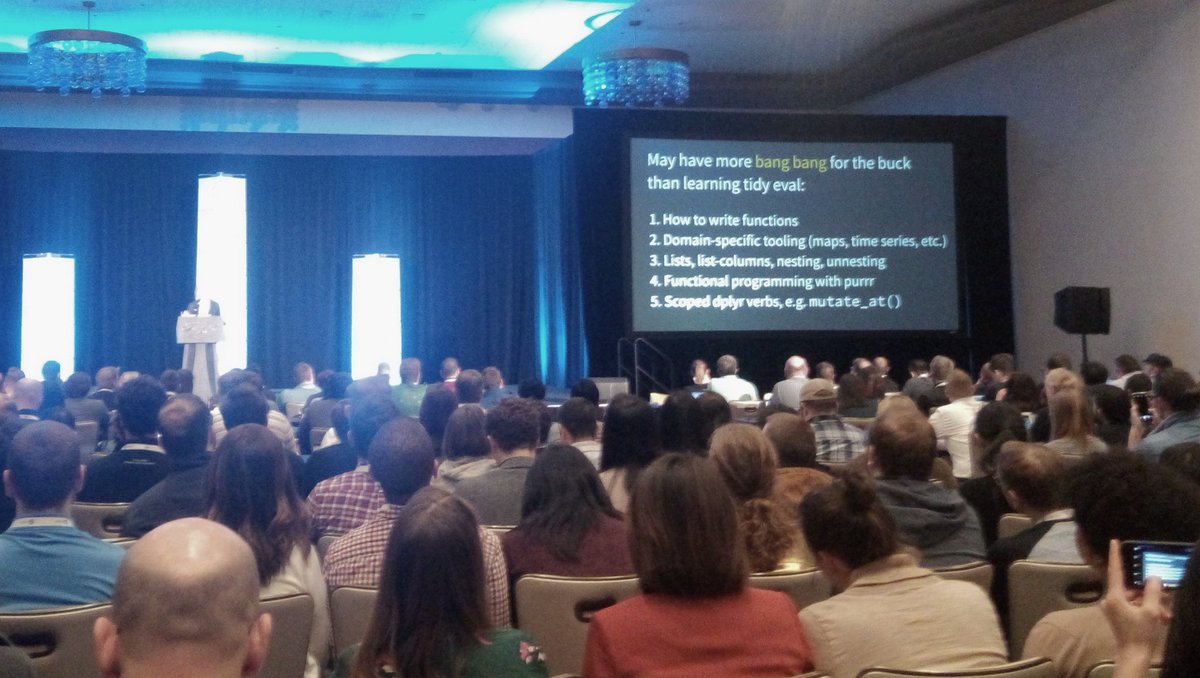 May have more bang bang for the buck
than learning tidy eval:
1. How to write functions
2. Domain-specific tooling (maps, time series, etc.)
3. Lists, list-columns, nesting, unnesting
4. Functional programming with purrr
5. Scoped dplyr verbs, e.g. mutate_at()